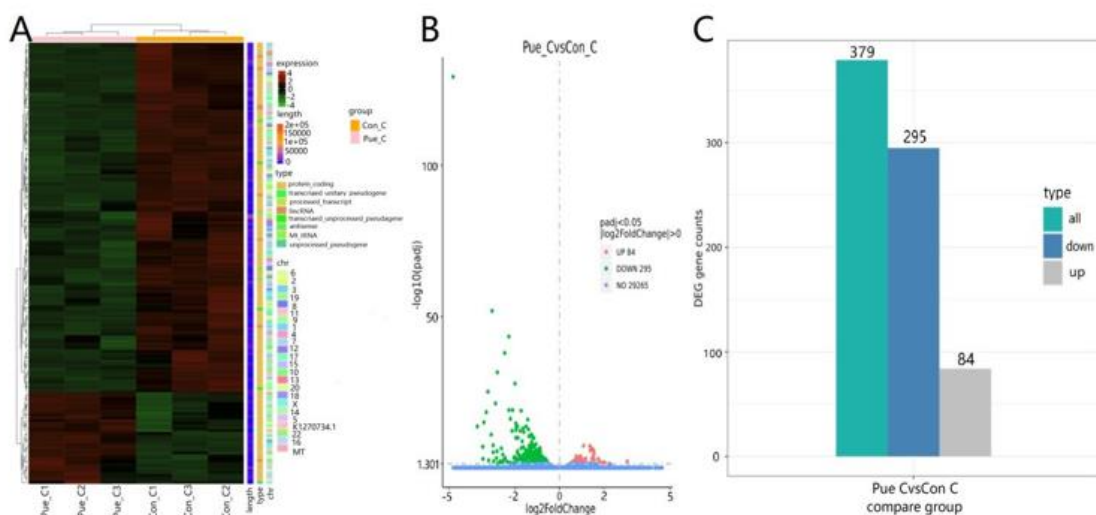 A
expression
4
2
0
-2
-4
length
2e+05
150000
1e+05
50000
0
group
Con_C
Pue_C
type
protein_coding
processed_transcript
lincRNA
antisense
unprocessed_pseudogene
chr
6
2
3
19
8
11
9
1
4
7
12
17
15
10
13
20
18
X
14
5
K1270734.1
22
16
MT
Pue_C1
Pue_C2
Pue_C3
Con_C1
Con_C3
Con_C2
length
type
chr
B
Pue_CvsCon_C
-log10(padj)
100
50
1.301
padj<0.05
|log2FoldChange|>0
UP 84
DOWN 295
NO 29265
-5
-2
0
2
5
log2FoldChange
C
379
295
84
DEG gene counts
300
200
100
0
type
all
down
up
Pue CvsCon C
compare group